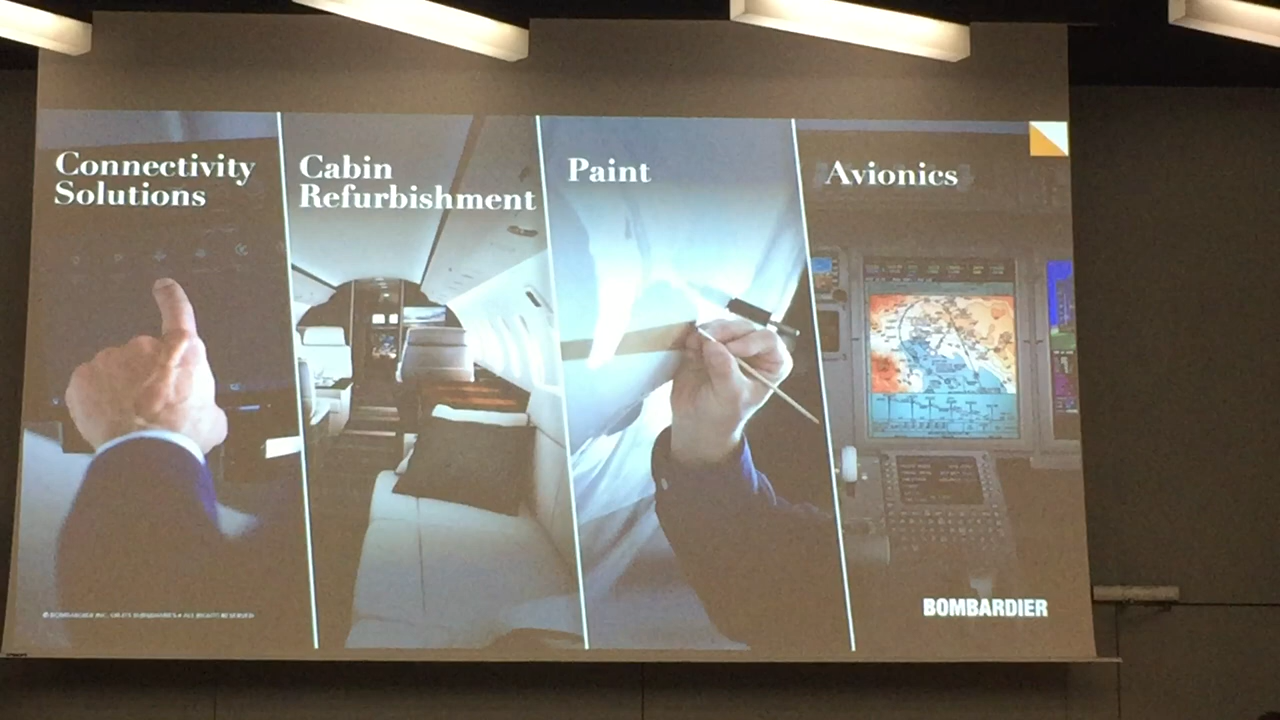 Connectivity
Solutions
Cabin
Refurbishment
Paint
Avionics
BOMBARDIER